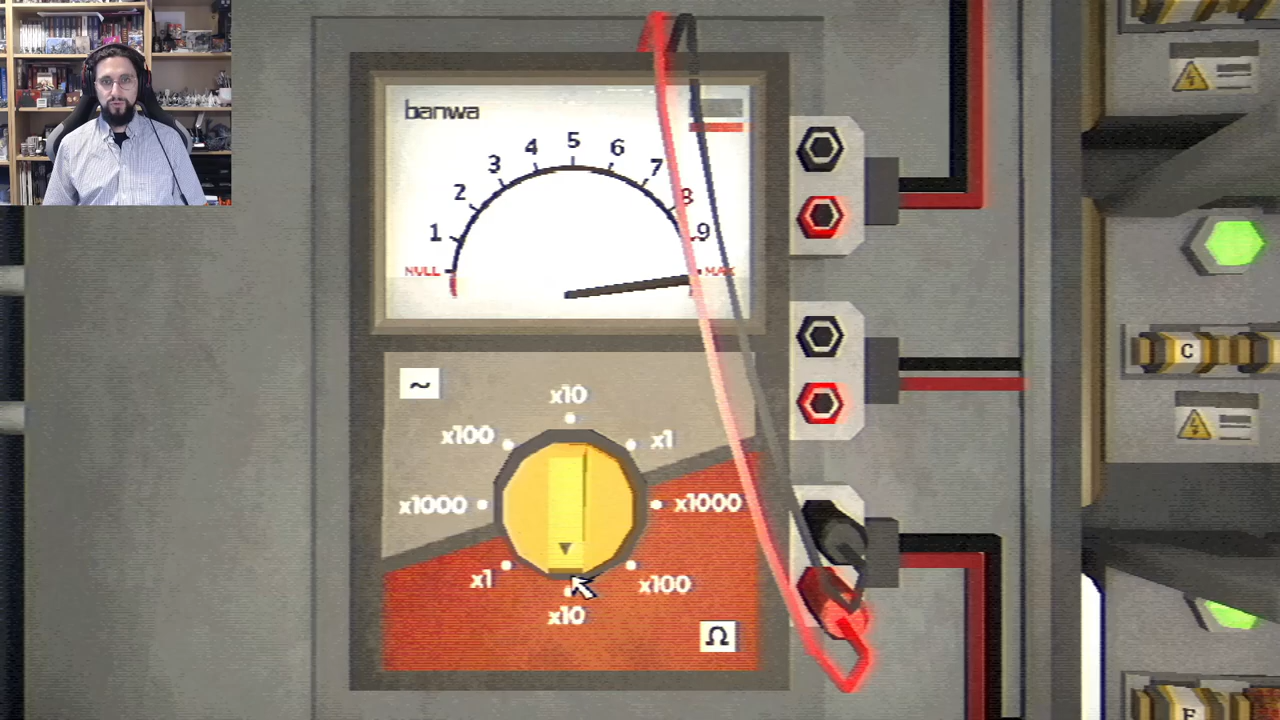 banwa
1 2 3 4 5 6 7 8 9
NULL MAX
~
x10
x100 x1
x1000 x1000
x1 x100
x10
Ω
C